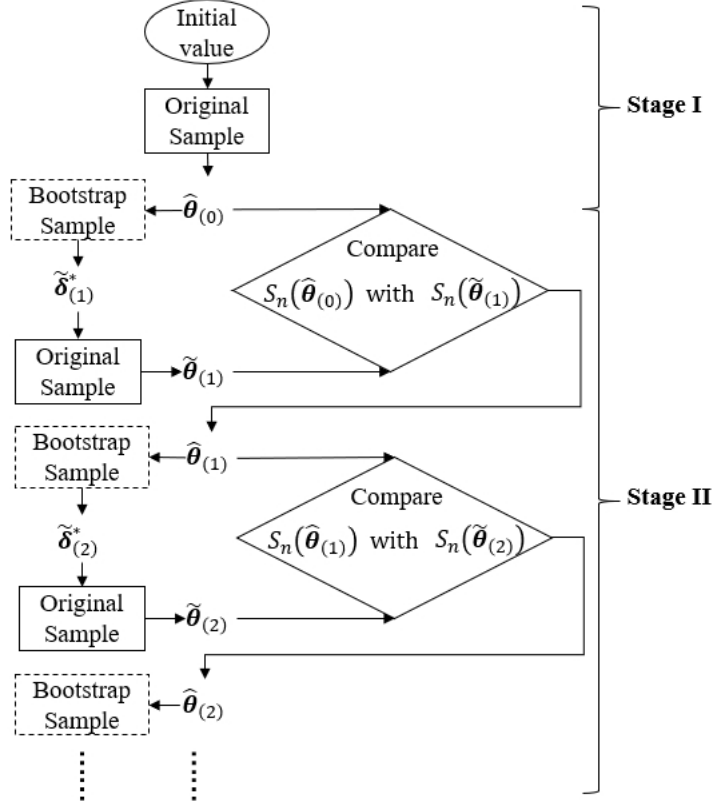 Initial
value
Original
Sample
Stage I
Bootstrap
Sample
θ̂₍₀₎
Compare
Sₙ(θ̂₍₀₎) with Sₙ(θ̃₍₁₎)
δ̃*₍₁₎
Original
Sample
θ̃₍₁₎
Bootstrap
Sample
θ̂₍₁₎
Stage II
Compare
Sₙ(θ̂₍₁₎) with Sₙ(θ̃₍₂₎)
δ̃*₍₂₎
Original
Sample
θ̃₍₂₎
Bootstrap
Sample
θ̂₍₂₎